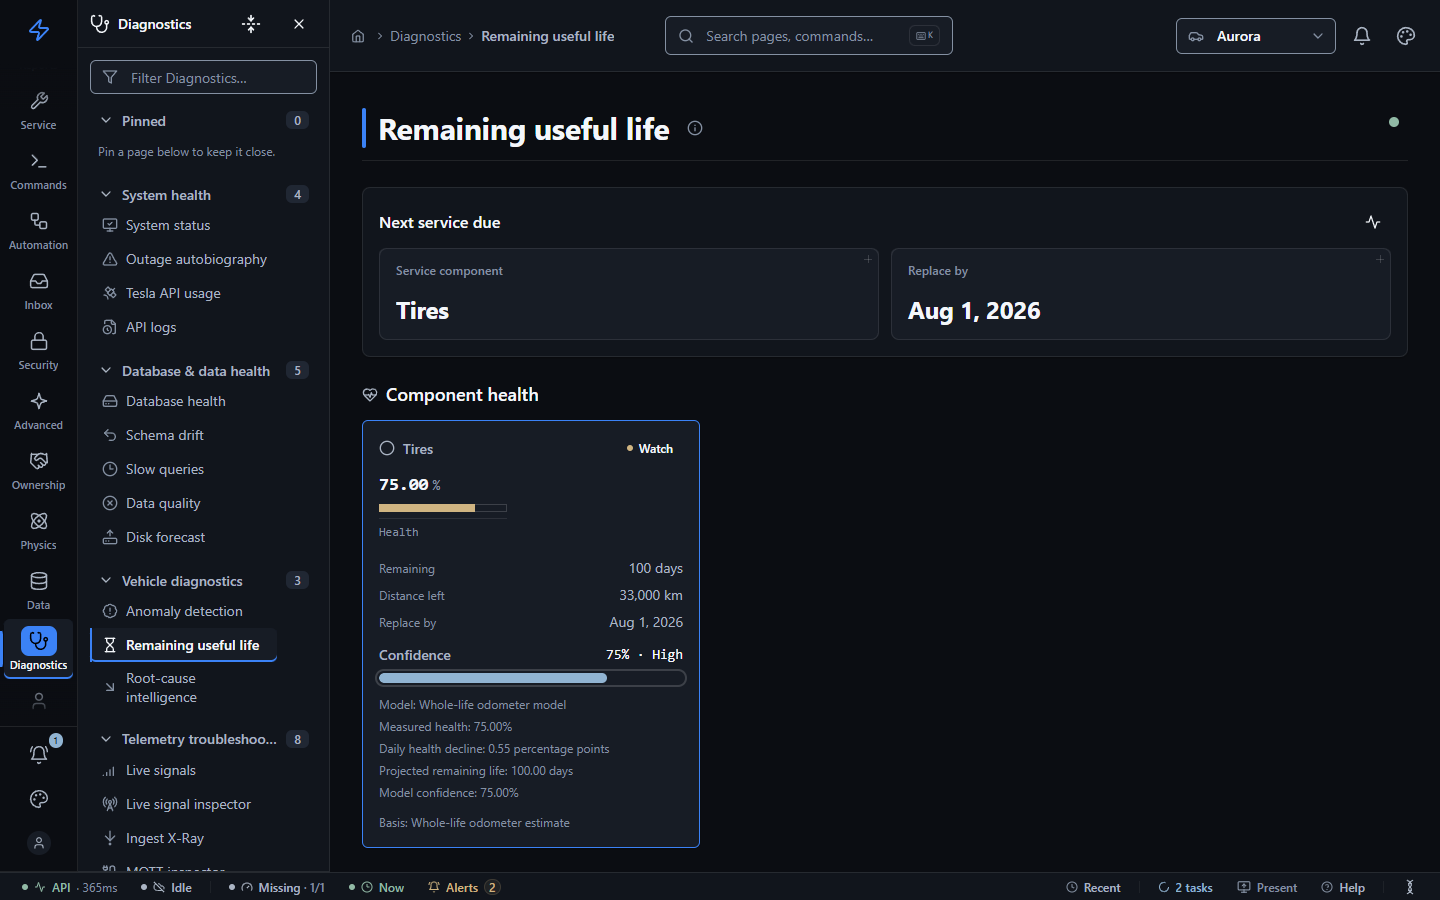 Diagnostics
Filter Diagnostics...
Pinned 0
Pin a page below to keep it close.
System health 4
System status
Outage autobiography
Tesla API usage
API logs
Database & data health 5
Database health
Schema drift
Slow queries
Data quality
Disk forecast
Vehicle diagnostics 3
Anomaly detection
Remaining useful life
Root-cause
intelligence
Telemetry troubleshoo... 8
Live signals
Live signal inspector
Ingest X-Ray
Service
Commands
Automation
Inbox
Security
Advanced
Ownership
Physics
Data
Diagnostics
1
Diagnostics > Remaining useful life
Search pages, commands... K
Aurora
Remaining useful life
Next service due
Service component
Tires
Replace by
Aug 1, 2026
Component health
Tires Watch
75.00 %
Health
Remaining 100 days
Distance left 33,000 km
Replace by Aug 1, 2026
Confidence 75% · High
Model: Whole-life odometer model
Measured health: 75.00%
Daily health decline: 0.55 percentage points
Projected remaining life: 100.00 days
Model confidence: 75.00%
Basis: Whole-life odometer estimate
API · 365ms Idle Missing · 1/1 Now Alerts 2 Recent 2 tasks Present Help